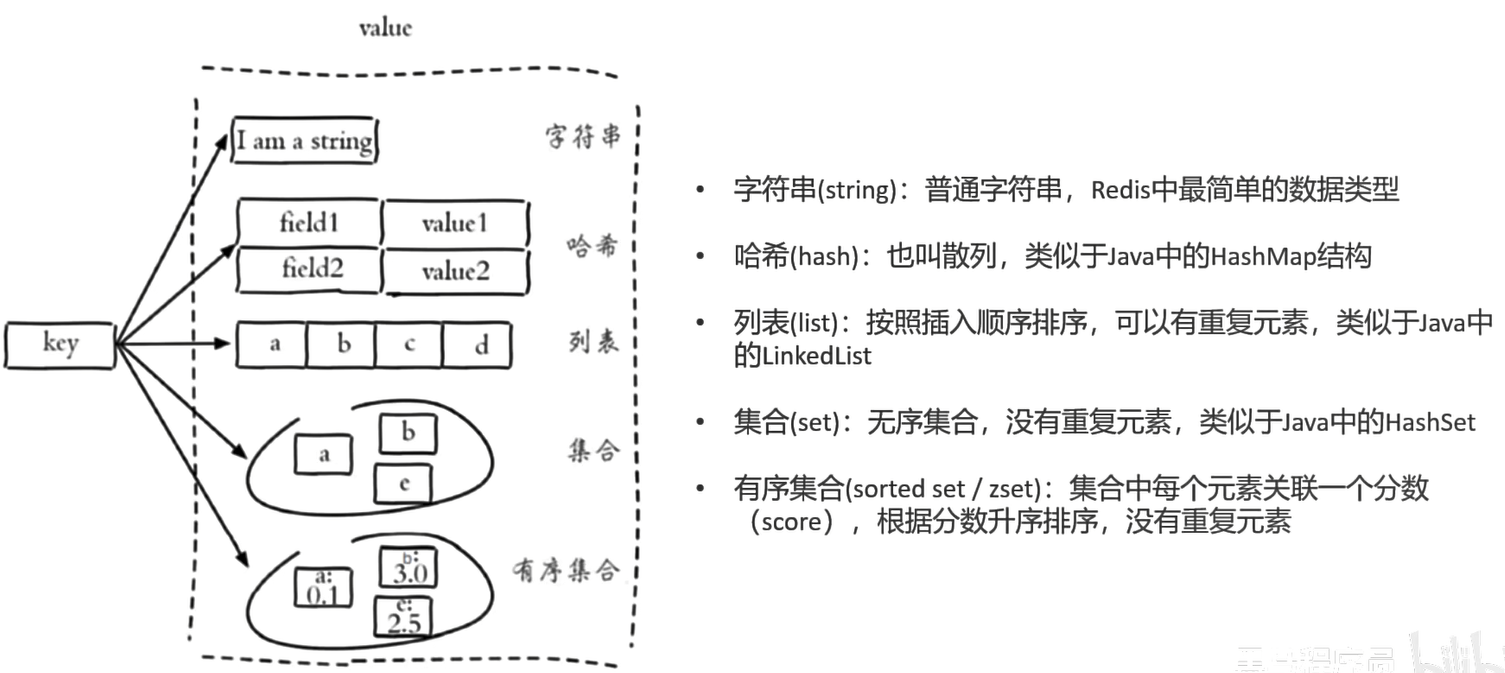 value
I am a string
字符串
field1 value1
field2 value2
哈希
key
a b c d
列表
a
b
e
集合
a:
0.1
b:
3.0
e:
2.5
有序集合
• 字符串(string)：普通字符串，Redis中最简单的数据类型
• 哈希(hash)：也叫散列，类似于Java中的HashMap结构
• 列表(list)：按照插入顺序排序，可以有重复元素，类似于Java中
的LinkedList
• 集合(set)：无序集合，没有重复元素，类似于Java中的HashSet
• 有序集合(sorted set / zset)：集合中每个元素关联一个分数
（score），根据分数升序排序，没有重复元素